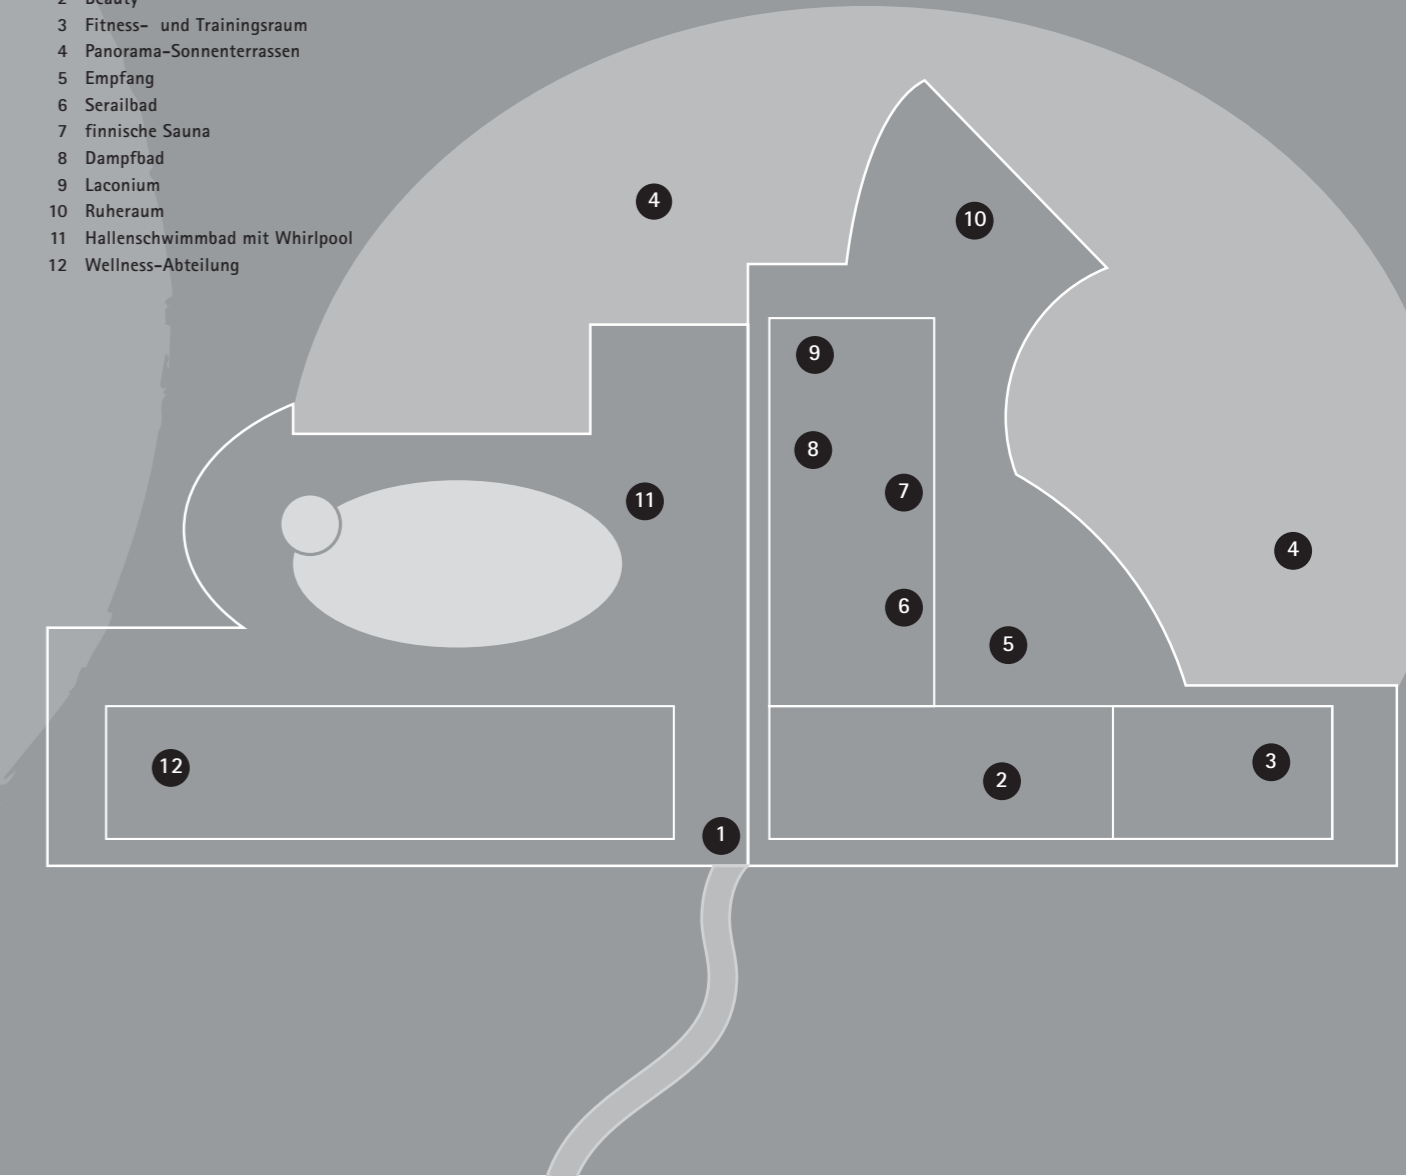 2 Beauty
3 Fitness- und Trainingsraum
4 Panorama-Sonnenterrassen
5 Empfang
6 Serailbad
7 finnische Sauna
8 Dampfbad
9 Laconium
10 Ruheraum
11 Hallenschwimmbad mit Whirlpool
12 Wellness-Abteilung
4
10
9
8
7
11
4
6
5
12
3
2
1